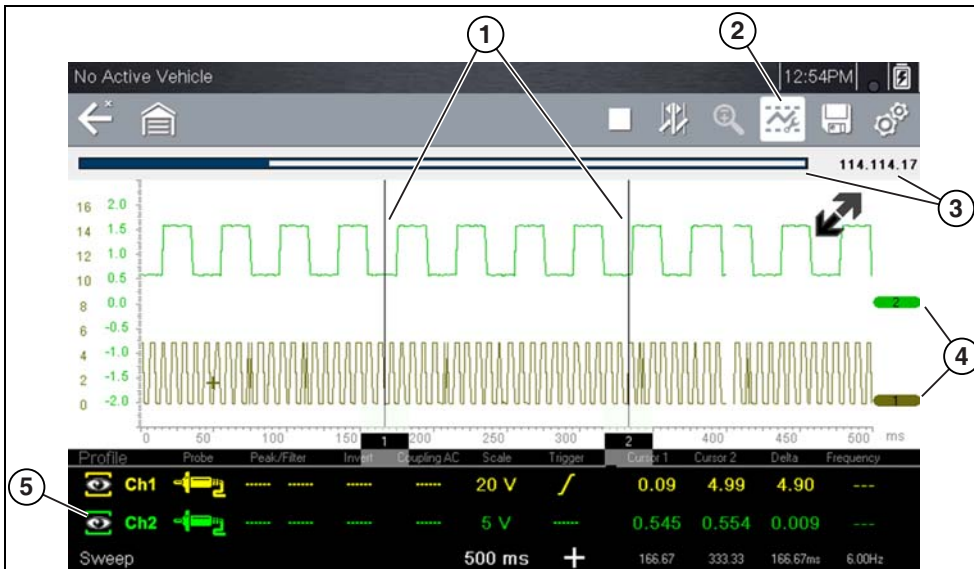 1
2
No Active Vehicle
12:54PM
114.114.17
3
16 2.0
14 1.5
12 1.0
10 0.5
8 0.0
6 -0.5
4 -1.0
2 -1.5
0 -2.0
2
1
4
0 50 100 150 1 200 250 300 2 400 450 500 ms
Profile Probe Peak/Filter Invert Coupling AC Scale Trigger Cursor 1 Cursor 2 Delta Frequency
5
Ch1 ------ ------ ------ ------ 20 V 0.09 4.99 4.90 ---
Ch2 ------ ------ ------ ------ 5 V ------ 0.545 0.554 0.009 ---
Sweep 500 ms 166.67 333.33 166.67ms 6.00Hz